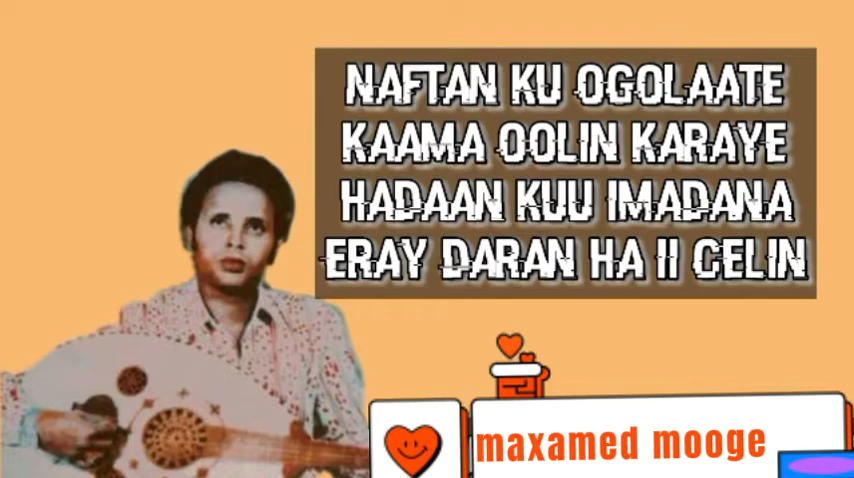 NAFTAN KU OGOLAATE
KAAMA OOLIN KARAYE
HADAAN KUU IMADANA
ERAY DARAN HA II CELIN
maxamed mooge